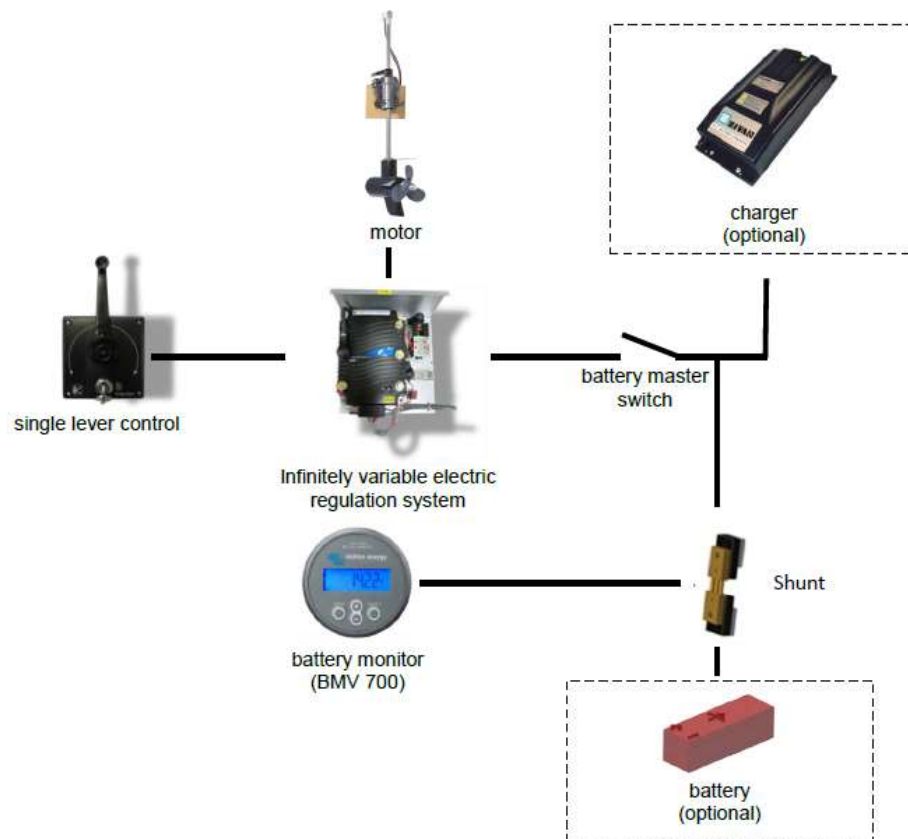 motor
charger
(optional)
single lever control
Infinitely variable electric
regulation system
battery master
switch
battery monitor
(BMV 700)
Shunt
battery
(optional)